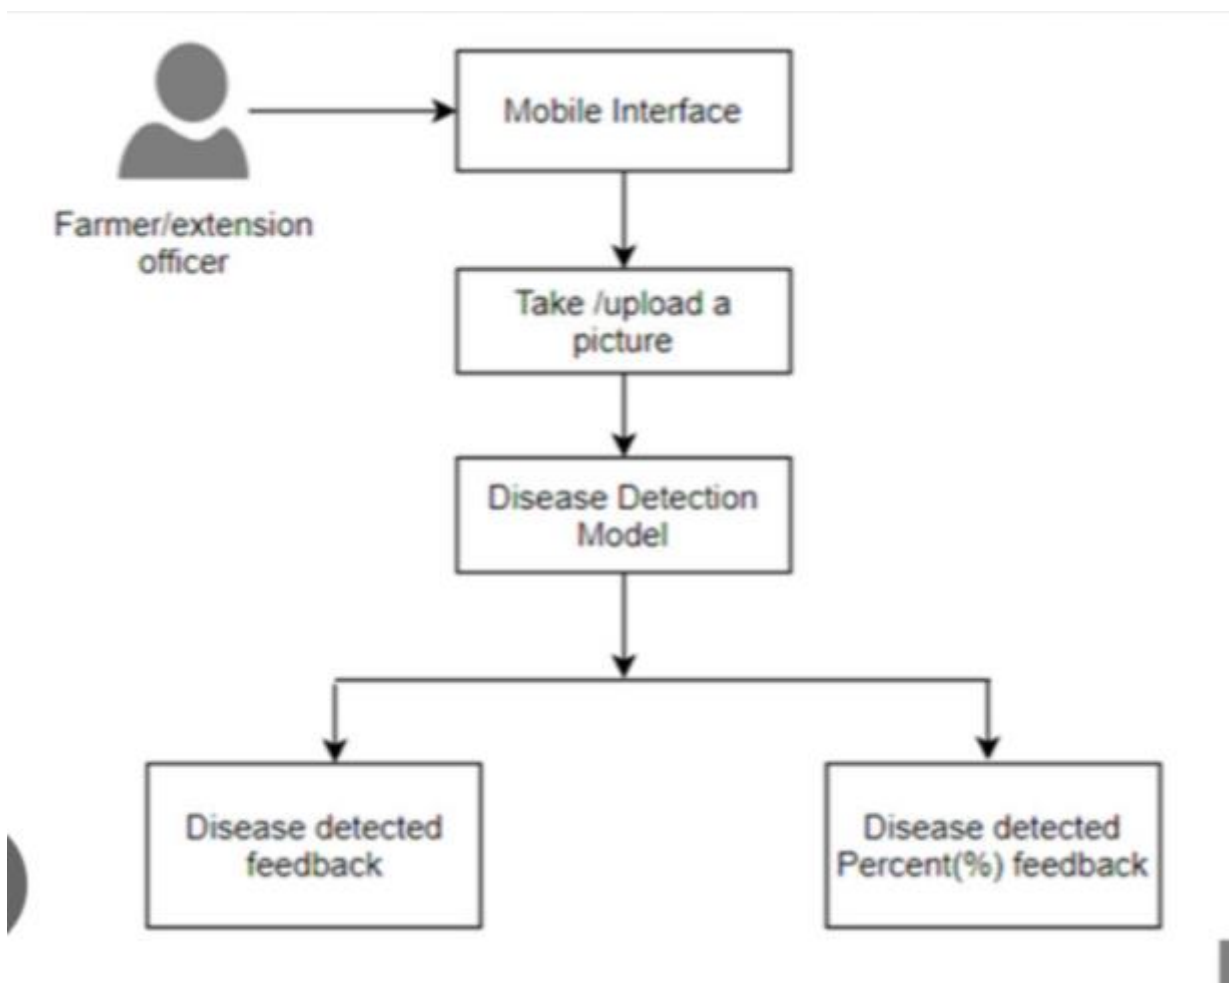 Mobile Interface
Farmer/extension
officer
Take /upload a
picture
Disease Detection
Model
Disease detected
feedback
Disease detected
Percent(%) feedback